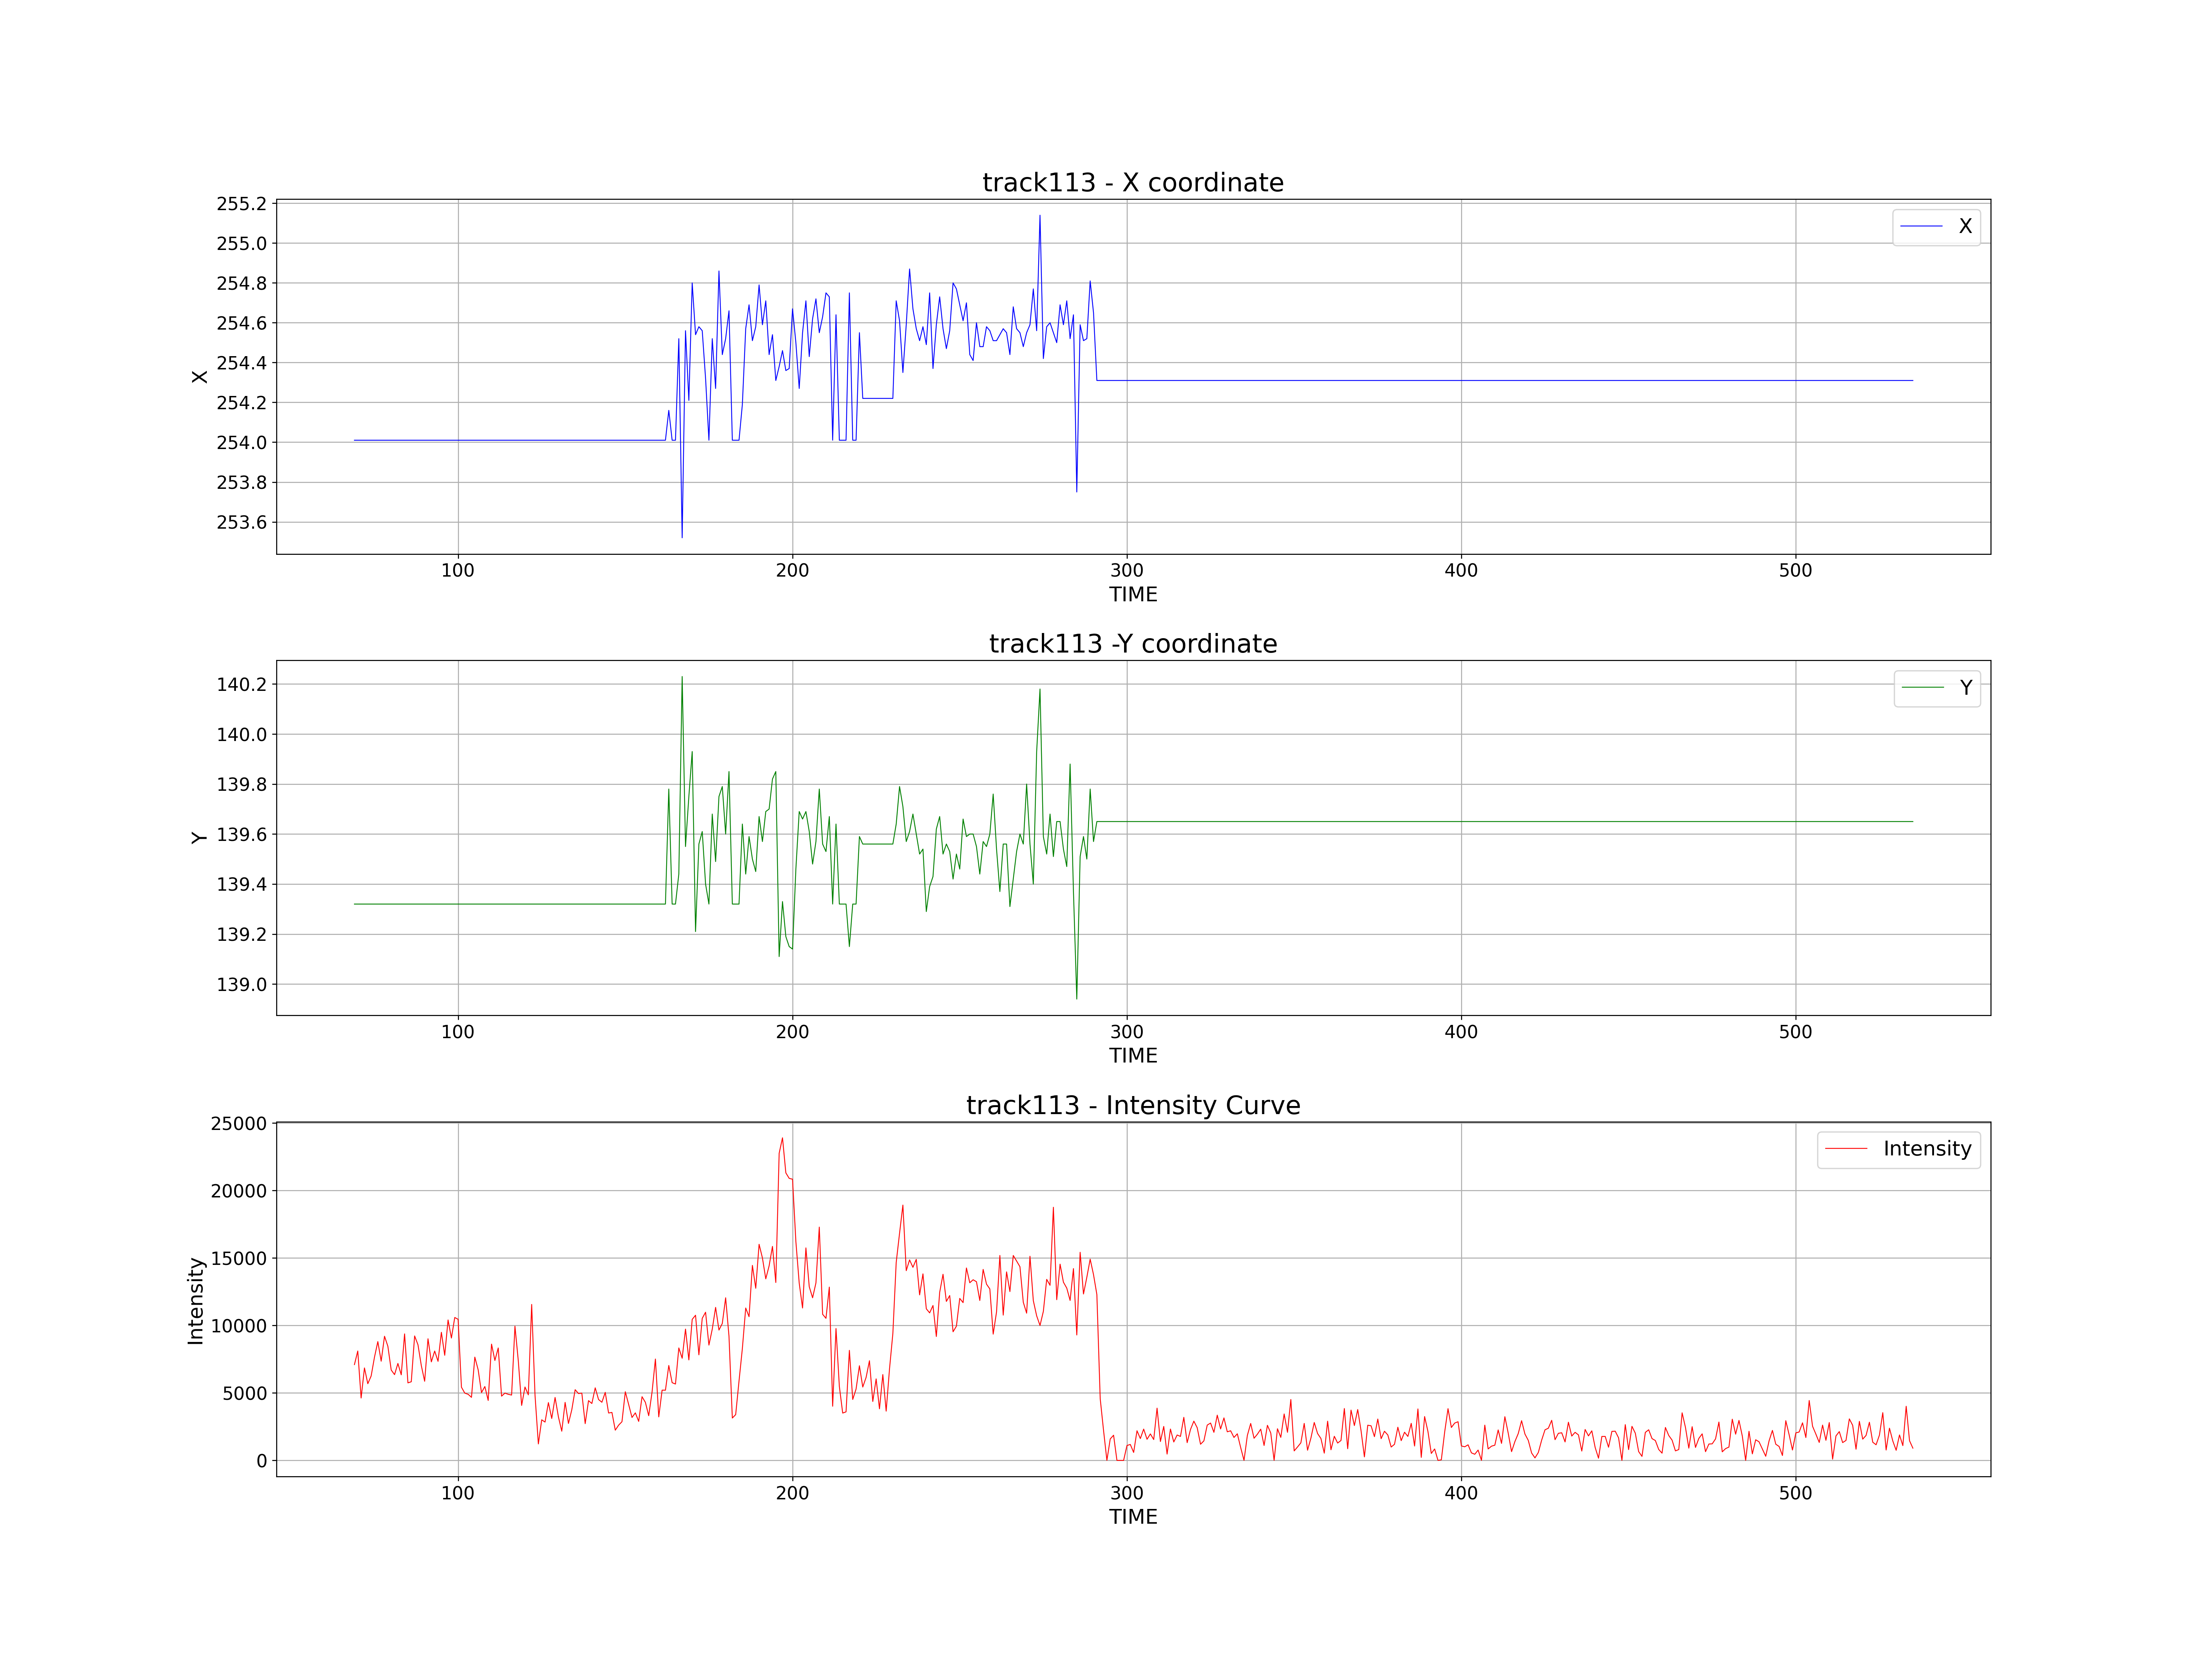 track113 - X coordinate
255.2
255.0
254.8
254.6
254.4
254.2
254.0
253.8
253.6
X
X
100 200 300 400 500
TIME
track113 -Y coordinate
140.2
140.0
139.8
139.6
139.4
139.2
139.0
Y
Y
100 200 300 400 500
TIME
track113 - Intensity Curve
25000
20000
15000
10000
5000
0
Intensity
Intensity
100 200 300 400 500
TIME